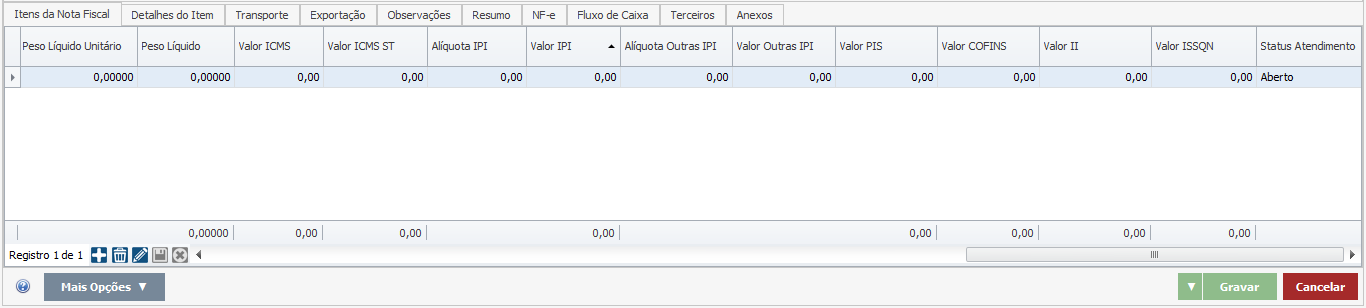 Itens da Nota Fiscal Detalhes do Item Transporte Exportação Observações Resumo NF-e Fluxo de Caixa Terceiros Anexos
Peso Líquido Unitário Peso Líquido Valor ICMS Valor ICMS ST Alíquota IPI Valor IPI Alíquota Outras IPI Valor Outras IPI Valor PIS Valor COFINS Valor II Valor ISSQN Status Atendimento
0,00000 0,00000 0,00 0,00 0,00 0,00 0,00 0,00 0,00 0,00 0,00 0,00 Aberto
0,00000 0,00 0,00 0,00 0,00 0,00 0,00 0,00
Registro 1 de 1
Mais Opções ▼ ▼ Gravar Cancelar